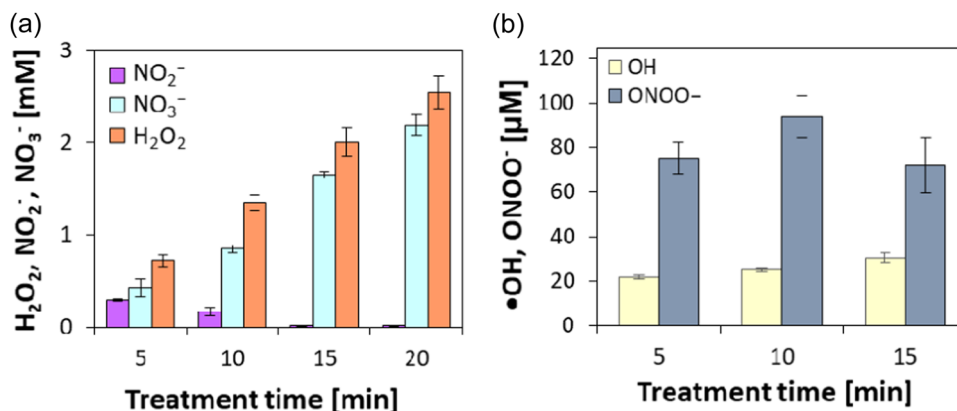 (a)
H₂O₂, NO₂⁻, NO₃⁻ [mM]
3
2
1
0
NO₂⁻
NO₃⁻
H₂O₂
5 10 15 20
Treatment time [min]
(b)
•OH, ONOO⁻ [µM]
120
100
80
60
40
20
0
OH
ONOO−
5 10 15
Treatment time [min]